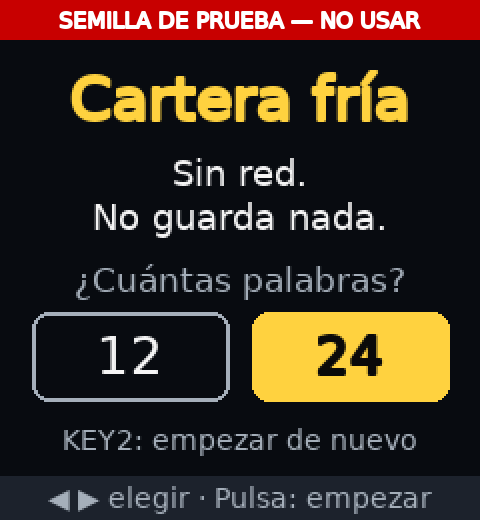 SEMILLA DE PRUEBA — NO USAR
Cartera fría
Sin red.
No guarda nada.
¿Cuántas palabras?
12 24
KEY2: empezar de nuevo
◀ ▶ elegir · Pulsa: empezar